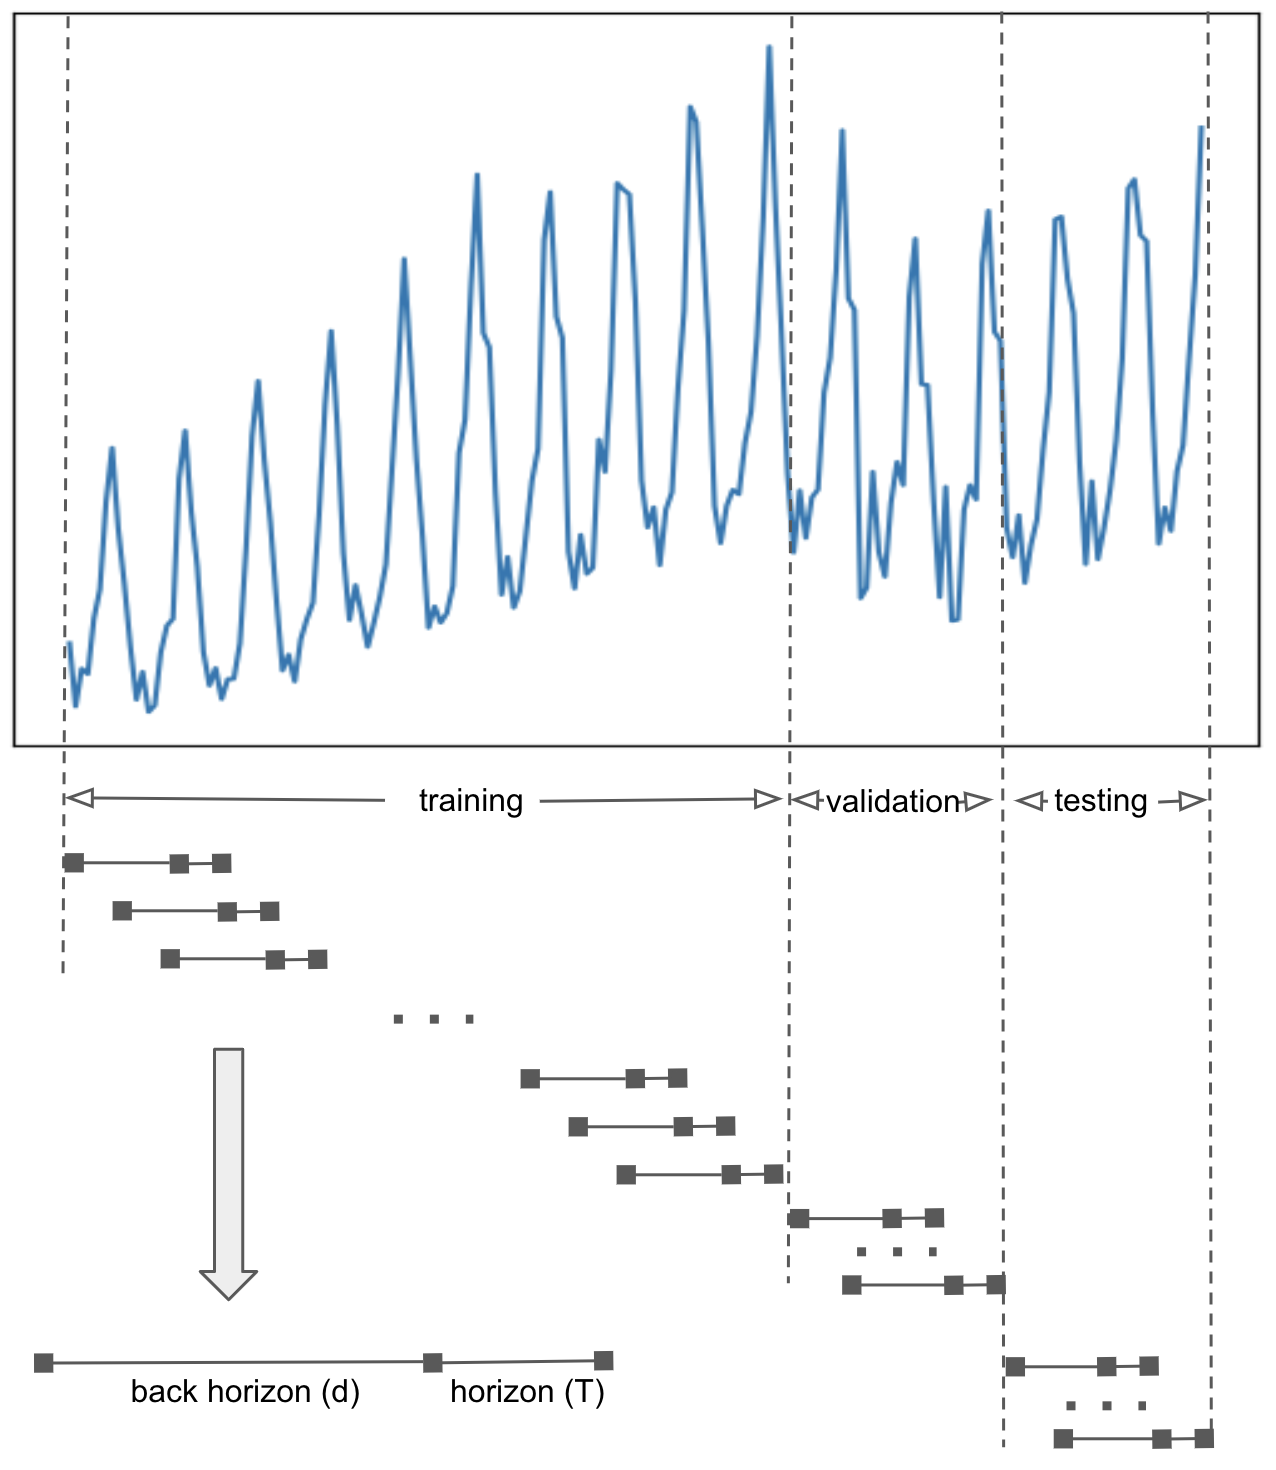 training
validation
testing
back horizon (d)
horizon (T)